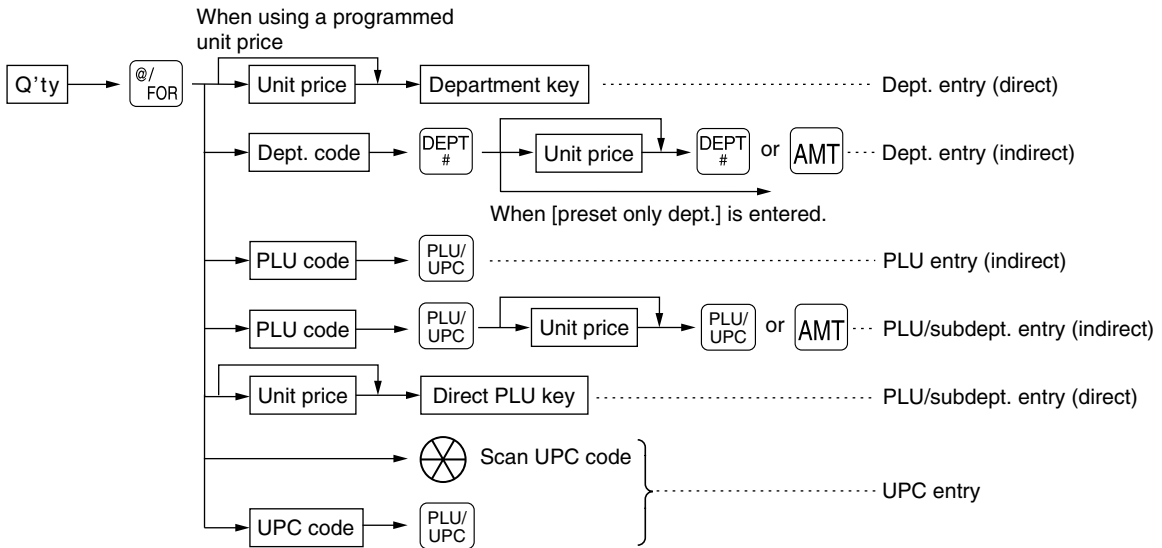 When using a programmed
unit price
Q’ty @/ FOR Unit price Department key Dept. entry (direct)
Dept. code DEPT # Unit price DEPT # or AMT Dept. entry (indirect)
When [preset only dept.] is entered.
PLU code PLU/ UPC PLU entry (indirect)
PLU code PLU/ UPC Unit price PLU/ UPC or AMT PLU/subdept. entry (indirect)
Unit price Direct PLU key PLU/subdept. entry (direct)
Scan UPC code
UPC entry
UPC code PLU/ UPC